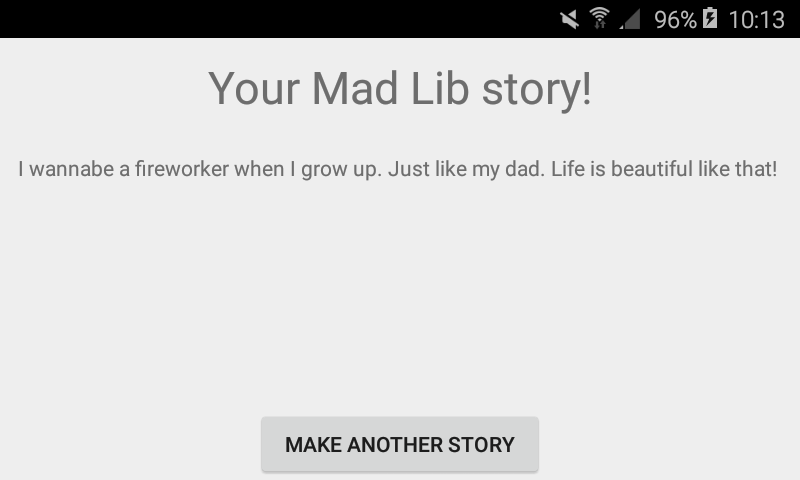 96% 10:13
Your Mad Lib story!
I wannabe a fireworker when I grow up. Just like my dad. Life is beautiful like that!
MAKE ANOTHER STORY